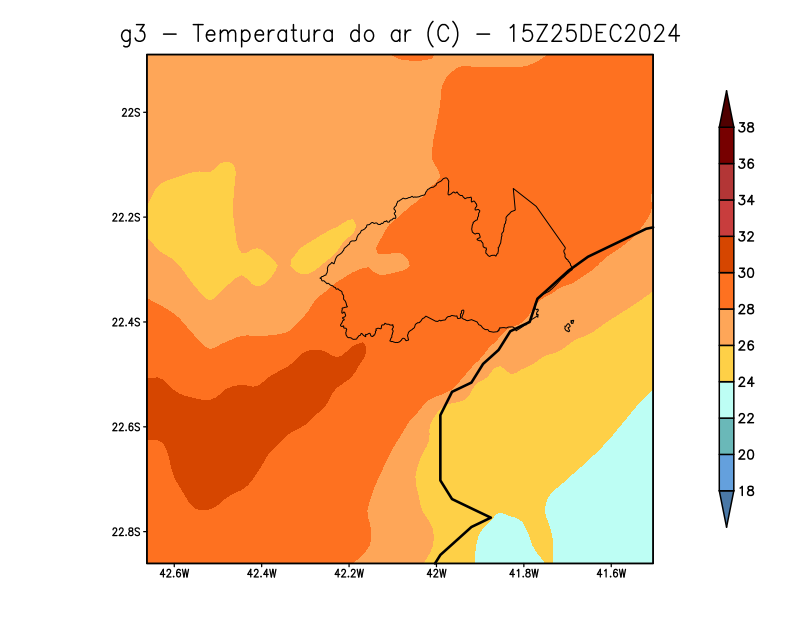 g3 - Temperatura do ar (C) - 15Z25DEC2024
22S
22.2S
22.4S
22.6S
22.8S
42.6W
42.4W
42.2W
42W
41.8W
41.6W
38
36
34
32
30
28
26
24
22
20
18